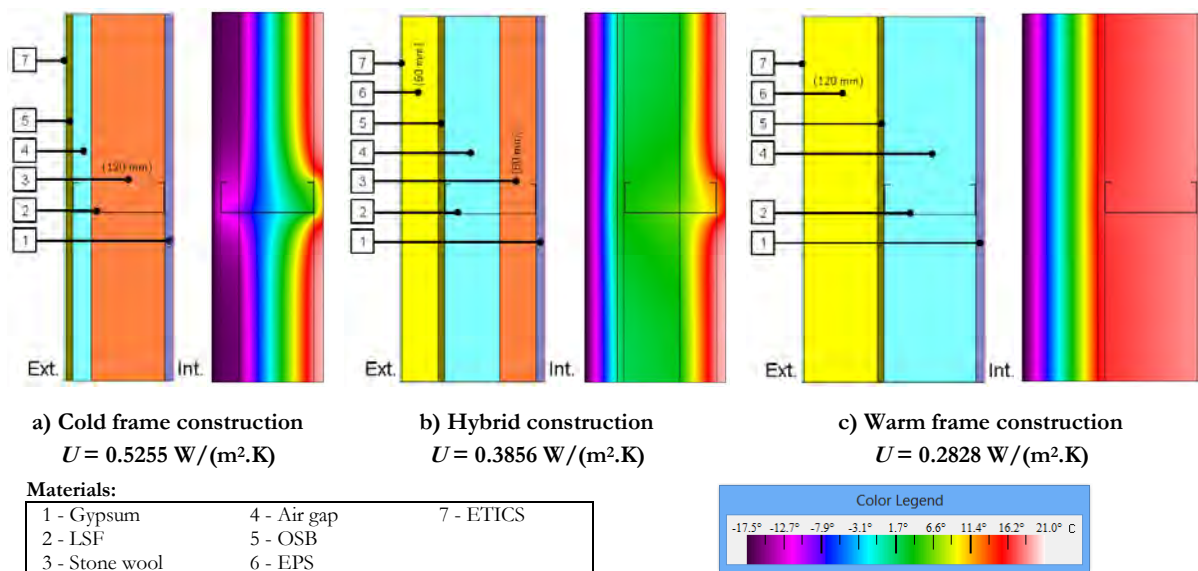 7
5
4
3
2
1
(120 mm)
Ext.
Int.
7
6
5
4
3
2
1
(60 mm)
(60 mm)
Ext.
Int.
7
6
5
4
2
1
(120 mm)
Ext.
Int.
a) Cold frame construction
U = 0.5255 W/(m².K)
b) Hybrid construction
U = 0.3856 W/(m².K)
c) Warm frame construction
U = 0.2828 W/(m².K)
Materials:
1 - Gypsum 4 - Air gap 7 - ETICS
2 - LSF 5 - OSB
3 - Stone wool 6 - EPS
Color Legend
-17.5° -12.7° -7.9° -3.1° 1.7° 6.6° 11.4° 16.2° 21.0° C